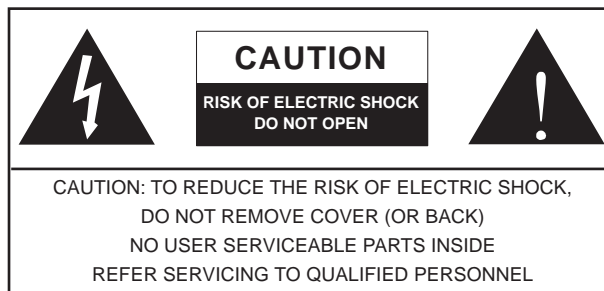 CAUTION
RISK OF ELECTRIC SHOCK
DO NOT OPEN
!
CAUTION: TO REDUCE THE RISK OF ELECTRIC SHOCK,
DO NOT REMOVE COVER (OR BACK)
NO USER SERVICEABLE PARTS INSIDE
REFER SERVICING TO QUALIFIED PERSONNEL